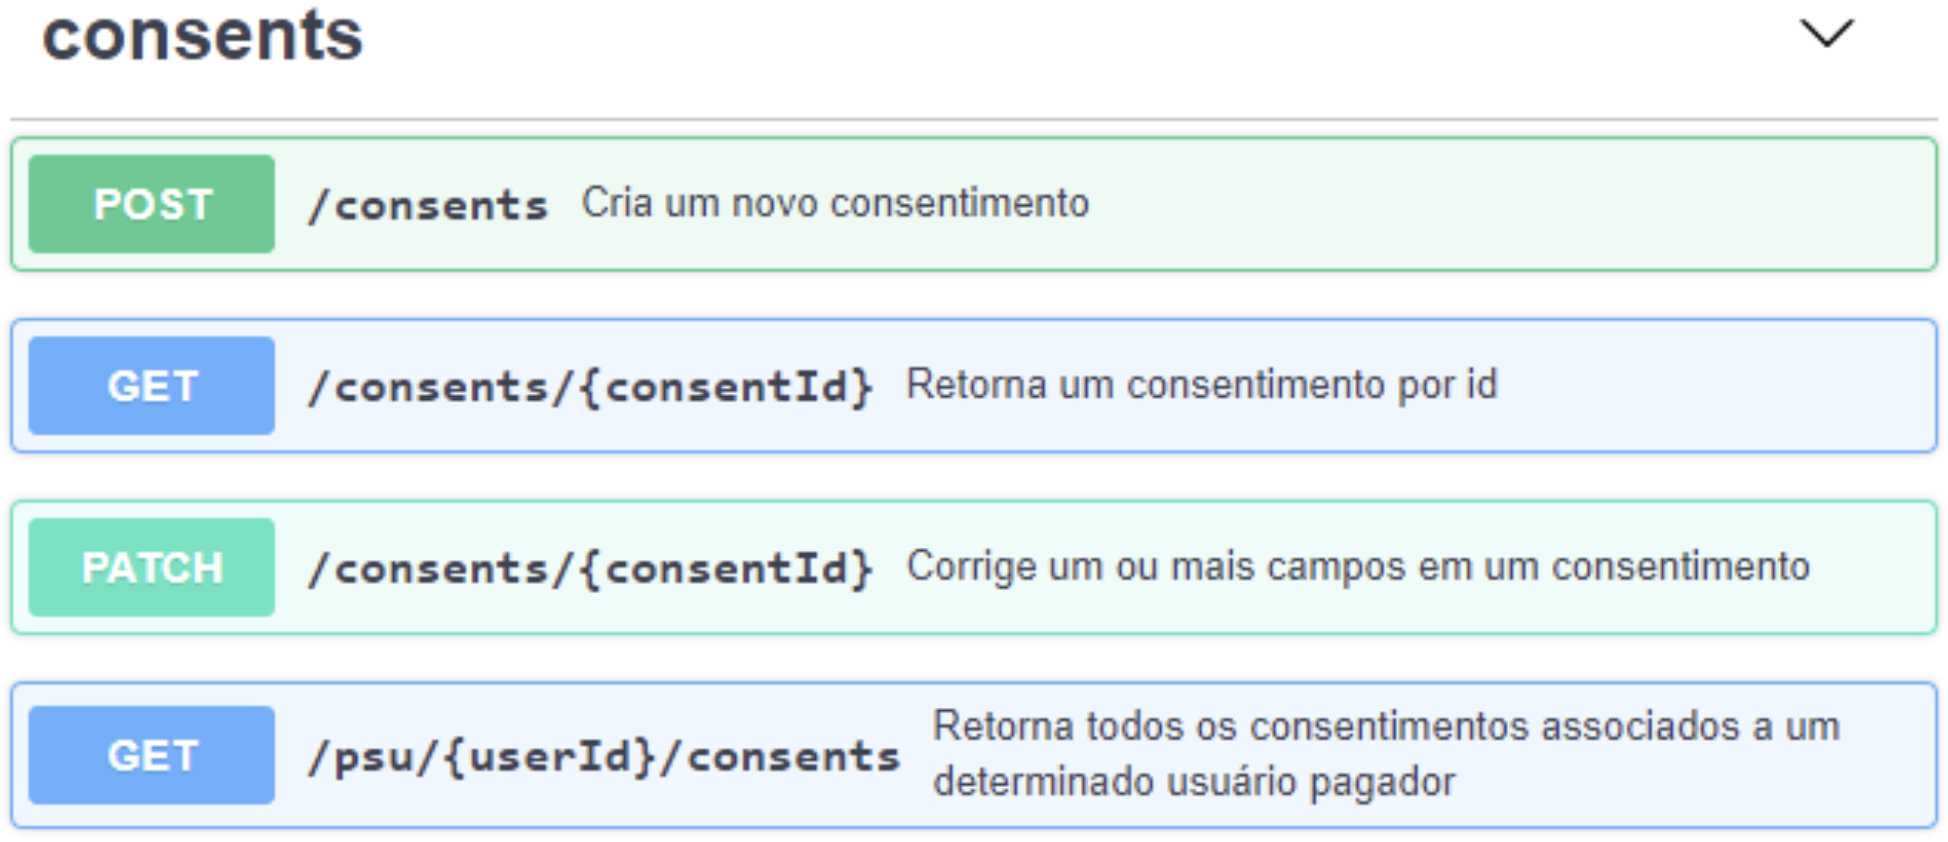 consents
POST /consents Cria um novo consentimento
GET /consents/{consentId} Retorna um consentimento por id
PATCH /consents/{consentId} Corrige um ou mais campos em um consentimento
GET /psu/{userId}/consents Retorna todos os consentimentos associados a um
determinado usuário pagador